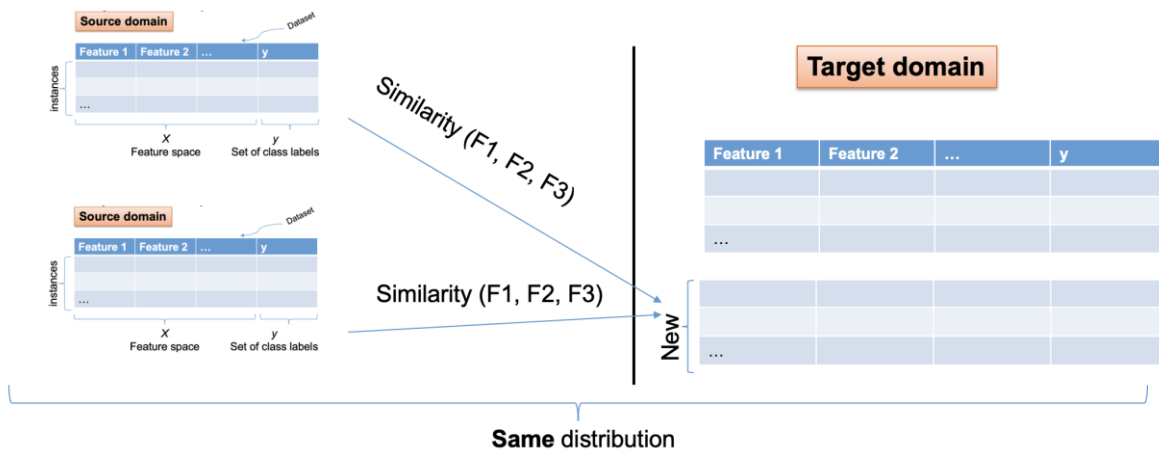 Source domain
Dataset
Feature 1 Feature 2 ... y
instances
...
X y
Feature space Set of class labels
Source domain
Dataset
Feature 1 Feature 2 ... y
instances
...
X y
Feature space Set of class labels
Similarity (F1, F2, F3)
Similarity (F1, F2, F3)
Target domain
Feature 1 Feature 2 ... y
...
New
...
Same distribution